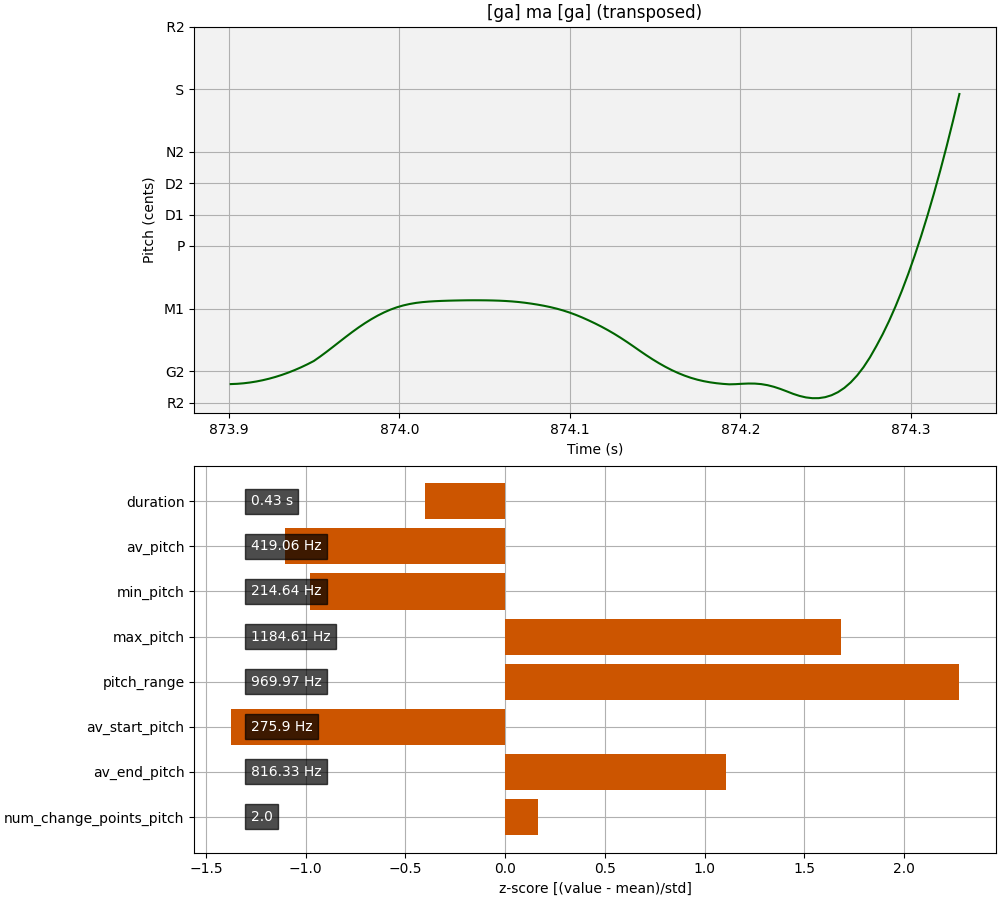 [ga] ma [ga] (transposed)
R2
S
N2
D2
D1
P
M1
G2
R2
Pitch (cents)
873.9 874.0 874.1 874.2 874.3
Time (s)
duration 0.43 s
av_pitch 419.06 Hz
min_pitch 214.64 Hz
max_pitch 1184.61 Hz
pitch_range 969.97 Hz
av_start_pitch 275.9 Hz
av_end_pitch 816.33 Hz
num_change_points_pitch 2.0
−1.5 −1.0 −0.5 0.0 0.5 1.0 1.5 2.0
z-score [(value - mean)/std]